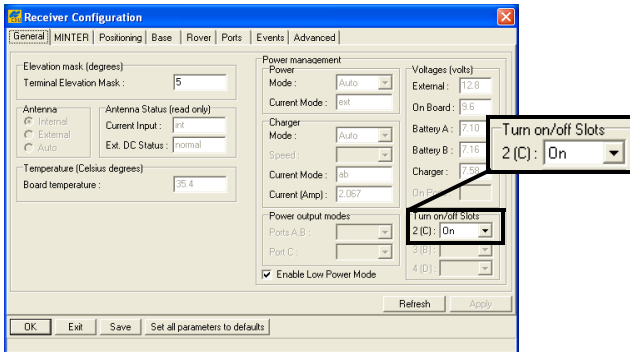 Receiver Configuration
General MINTER Positioning Base Rover Ports Events Advanced
Elevation mask (degrees)
Terminal Elevation Mask : 5
Antenna
Internal
External
Auto
Antenna Status (read only)
Current Input : int
Ext. DC Status : normal
Temperature (Celsius degrees)
Board temperature : 35.4
Power management
Power
Mode : Auto
Current Mode : ext
Charger
Mode : Auto
Speed :
Current Mode : ab
Current (Amp) : 2.067
Power output modes
Ports A B :
Port C :
Enable Low Power Mode
Voltages (volts)
External : 12.8
On Board : 9.6
Battery A : 7.10
Battery B : 7.16
Charger : 7.58
Turn on/off Slots
2 (C) : On
3 (B) :
4 (D) :
Turn on/off Slots
2 (C) : On
Refresh Apply
OK Exit Save Set all parameters to defaults